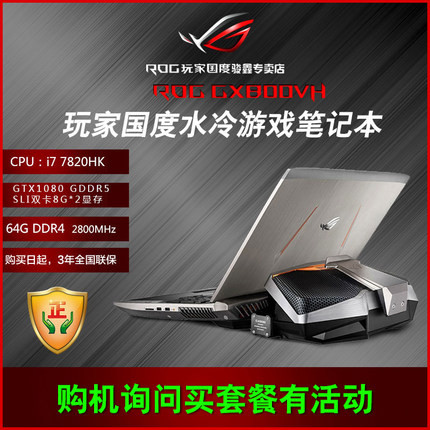 ROG玩家国度骏鑫专卖店
ROG GX800VH
玩家国度水冷游戏笔记本
CPU：i7 7820HK
GTX1080 GDDR5
SLI双卡8G*2显存
64G DDR4 2800MHz
购买日起，3年全国联保
正
购机询问买套餐有活动